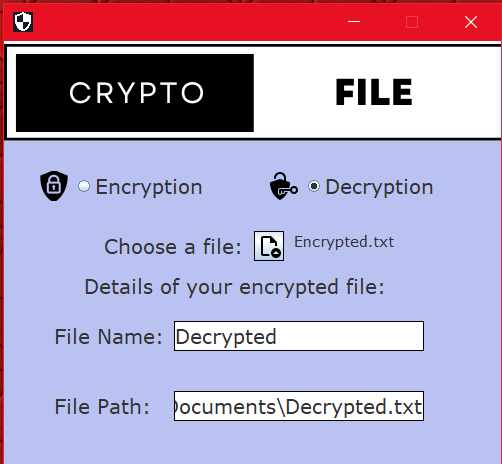 CRYPTO FILE
Encryption Decryption
Choose a file: Encrypted.txt
Details of your encrypted file:
File Name: Decrypted
File Path: Documents\Decrypted.txt